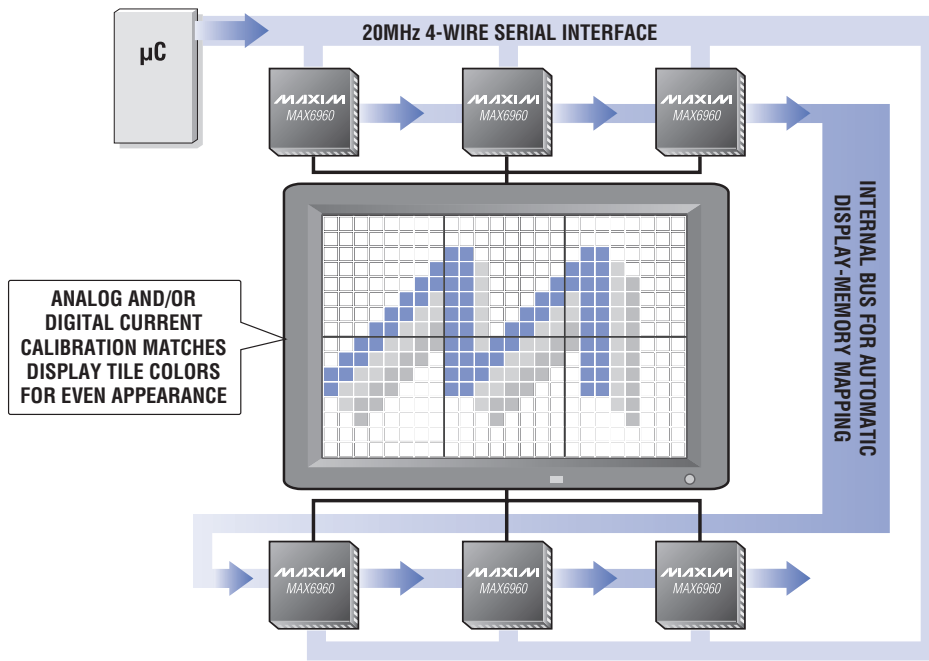 µC
20MHz 4-WIRE SERIAL INTERFACE
MAXIM
MAX6960
MAXIM
MAX6960
MAXIM
MAX6960
INTERNAL BUS FOR AUTOMATIC
DISPLAY-MEMORY MAPPING
ANALOG AND/OR
DIGITAL CURRENT
CALIBRATION MATCHES
DISPLAY TILE COLORS
FOR EVEN APPEARANCE
MAXIM
MAX6960
MAXIM
MAX6960
MAXIM
MAX6960